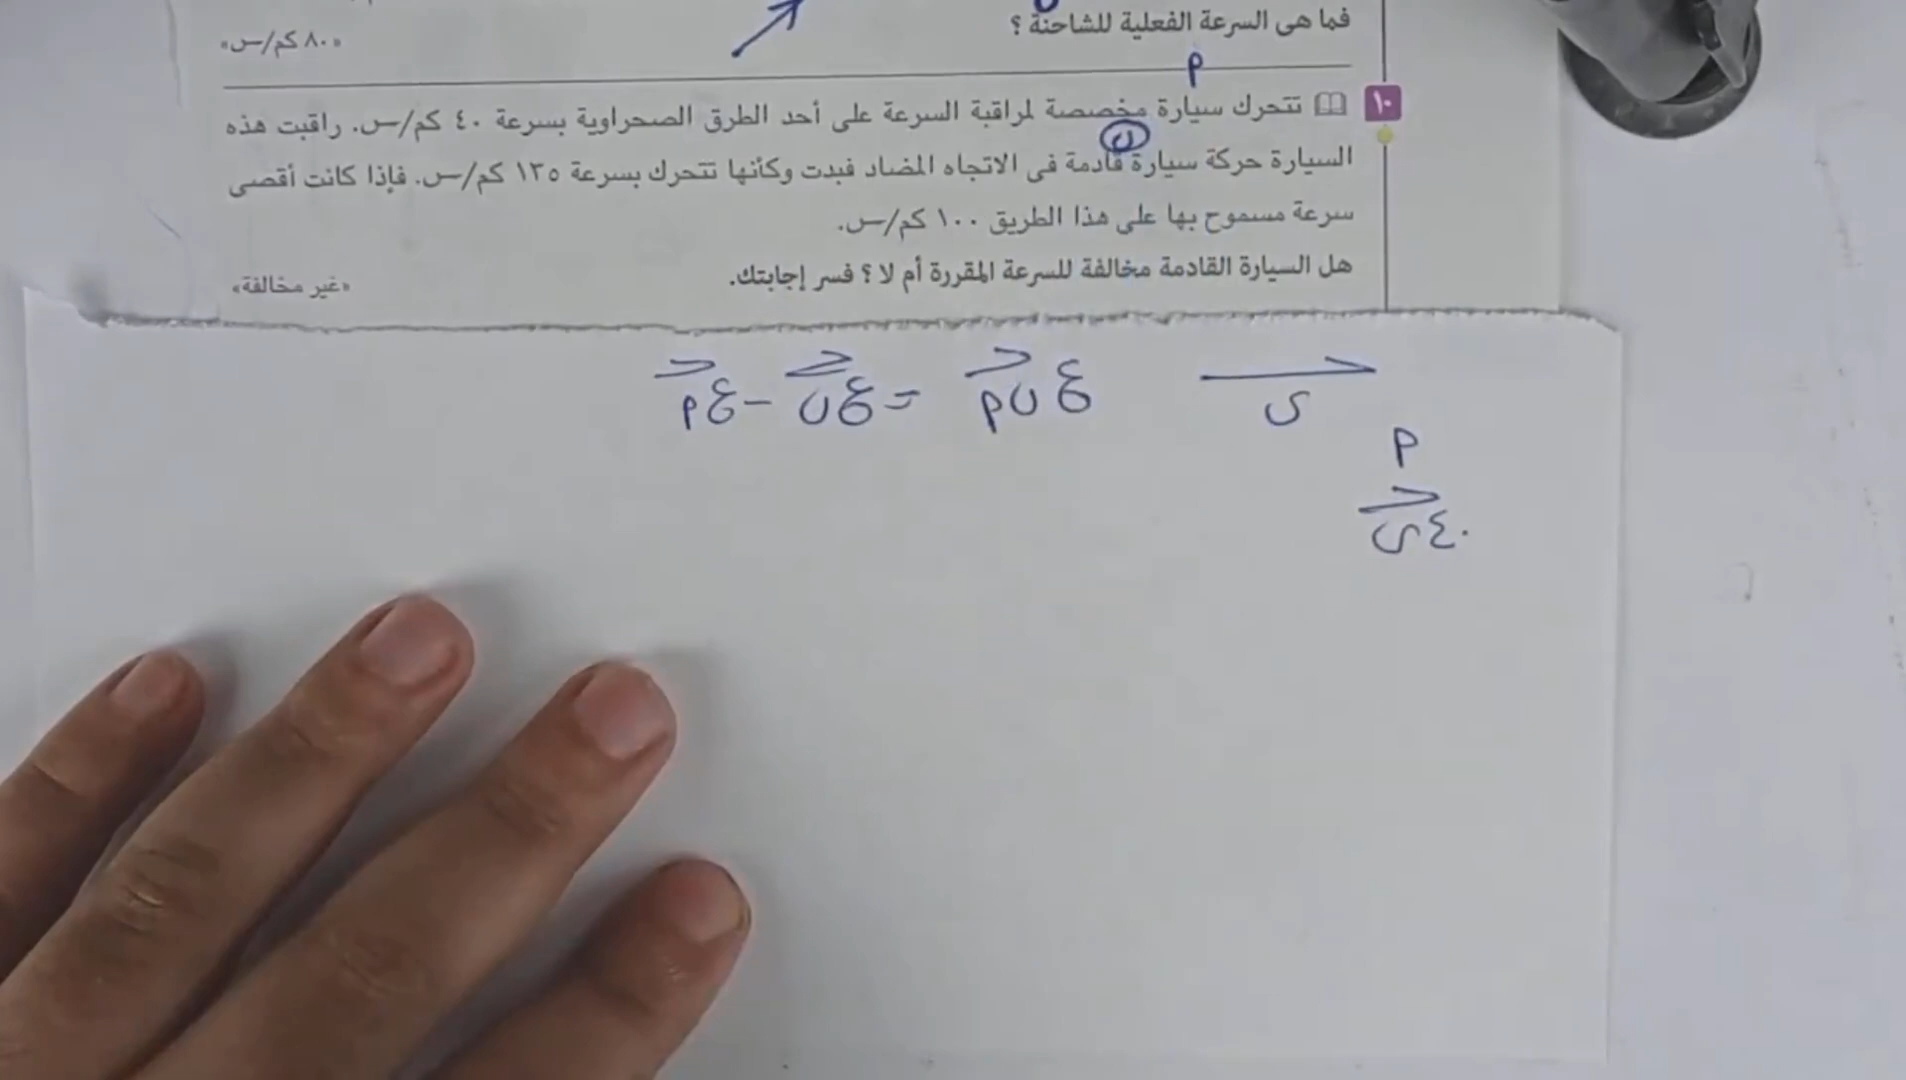 فما هى السرعة الفعلية للشاحنة ؟
«٨٠ كم/س»
م
١٠ تتحرك سيارة مخصصة لمراقبة السرعة على أحد الطرق الصحراوية بسرعة ٤٠ كم/س. راقبت هذه
ں
السيارة حركة سيارة قادمة فى الاتجاه المضاد فبدت وكأنها تتحرك بسرعة ١٣٥ كم/س. فإذا كانت أقصى
سرعة مسموح بها على هذا الطريق ١٠٠ كم/س.
هل السيارة القادمة مخالفة للسرعة المقررة أم لا ؟ فسر إجابتك.
«غير مخالفة»
ى ع ں م = ع ں - ع م
م
٤٠ ى